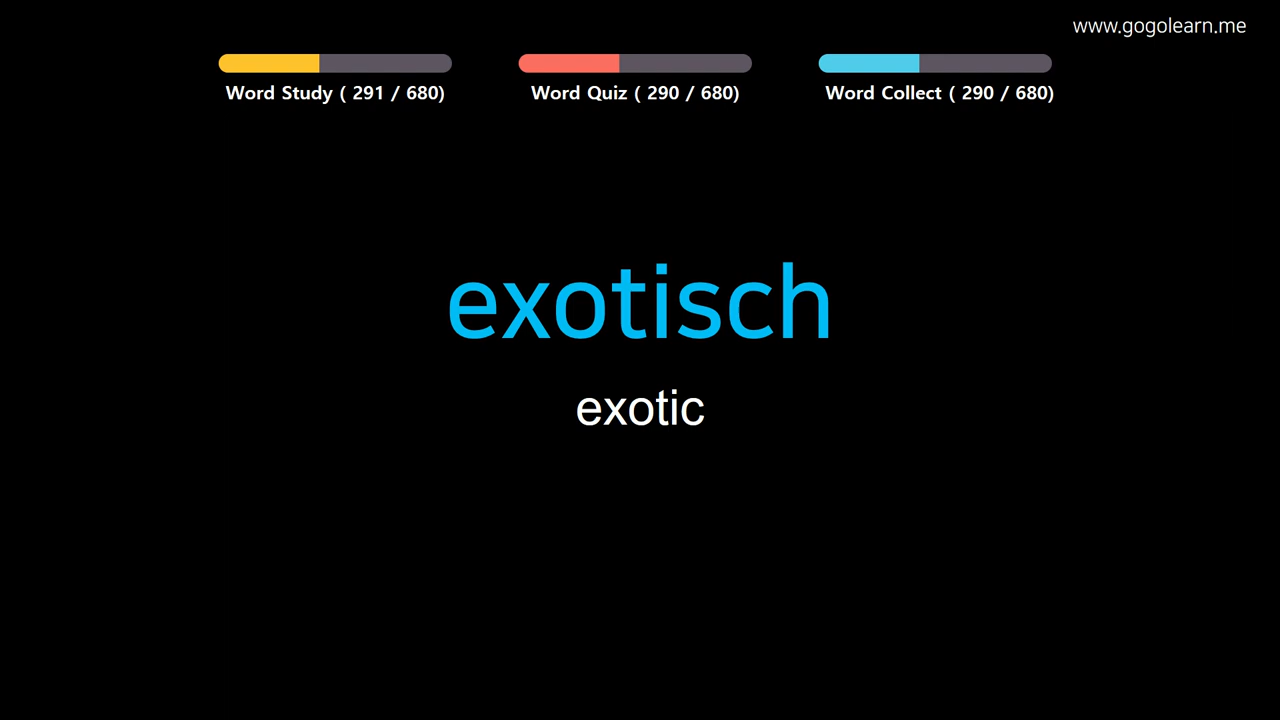 www.gogolearn.me
Word Study ( 291 / 680)
Word Quiz ( 290 / 680)
Word Collect ( 290 / 680)
exotisch
exotic